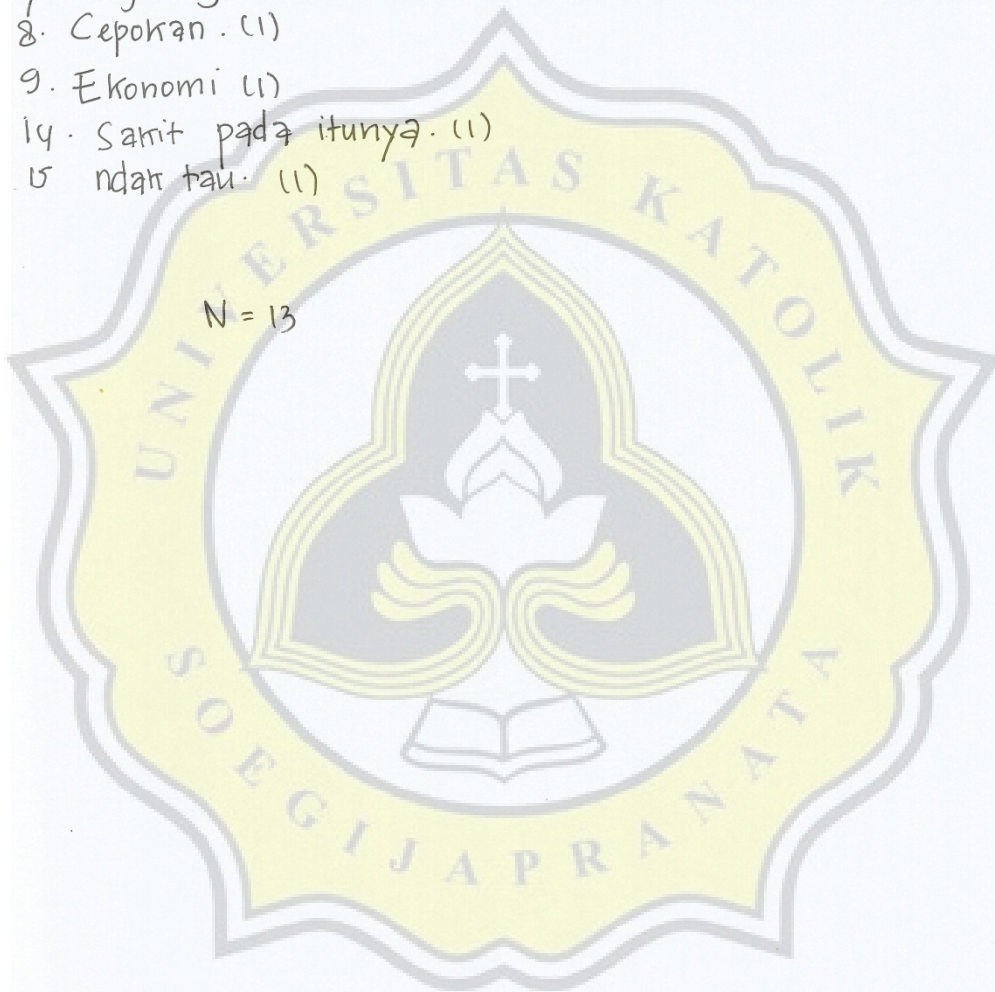 8. Cepokan. (1)
9. Ekonomi (1)
14. Sakit pada itunya. (1)
15 ndak tau. (1)
N = 13
UNIVERSITAS KATOLIK
SOEGIJAPRANATA